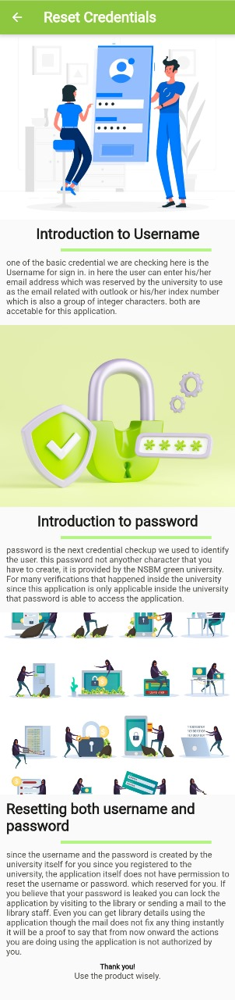 Reset Credentials
Introduction to Username
one of the basic credential we are checking here is the
Username for sign in. in here the user can enter his/her
email address which was reserved by the university to use
as the email related with outlook or his/her index number
which is also a group of integer characters. both are
accetable for this application.
Introduction to password
password is the next credential checkup we used to identify
the user. this password not anyother character that you
have to create, it is provided by the NSBM green university.
For many verifications that happened inside the university
since this application is only applicable inside the university
that password is able to access the application.
Resetting both username and
password
since the username and the password is created by the
university itself for you since you registered to the
university, the application itself does not have permission to
reset the username or password. which reserved for you. If
you believe that your password is leaked you can lock the
application by visiting to the library or sending a mail to the
library staff. Even you can get library details using the
application though the mail does not fix any thing instantly
it will be a proof to say that from now onward the actions
you are doing using the application is not authorized by
you.
Thank you!
Use the product wisely.